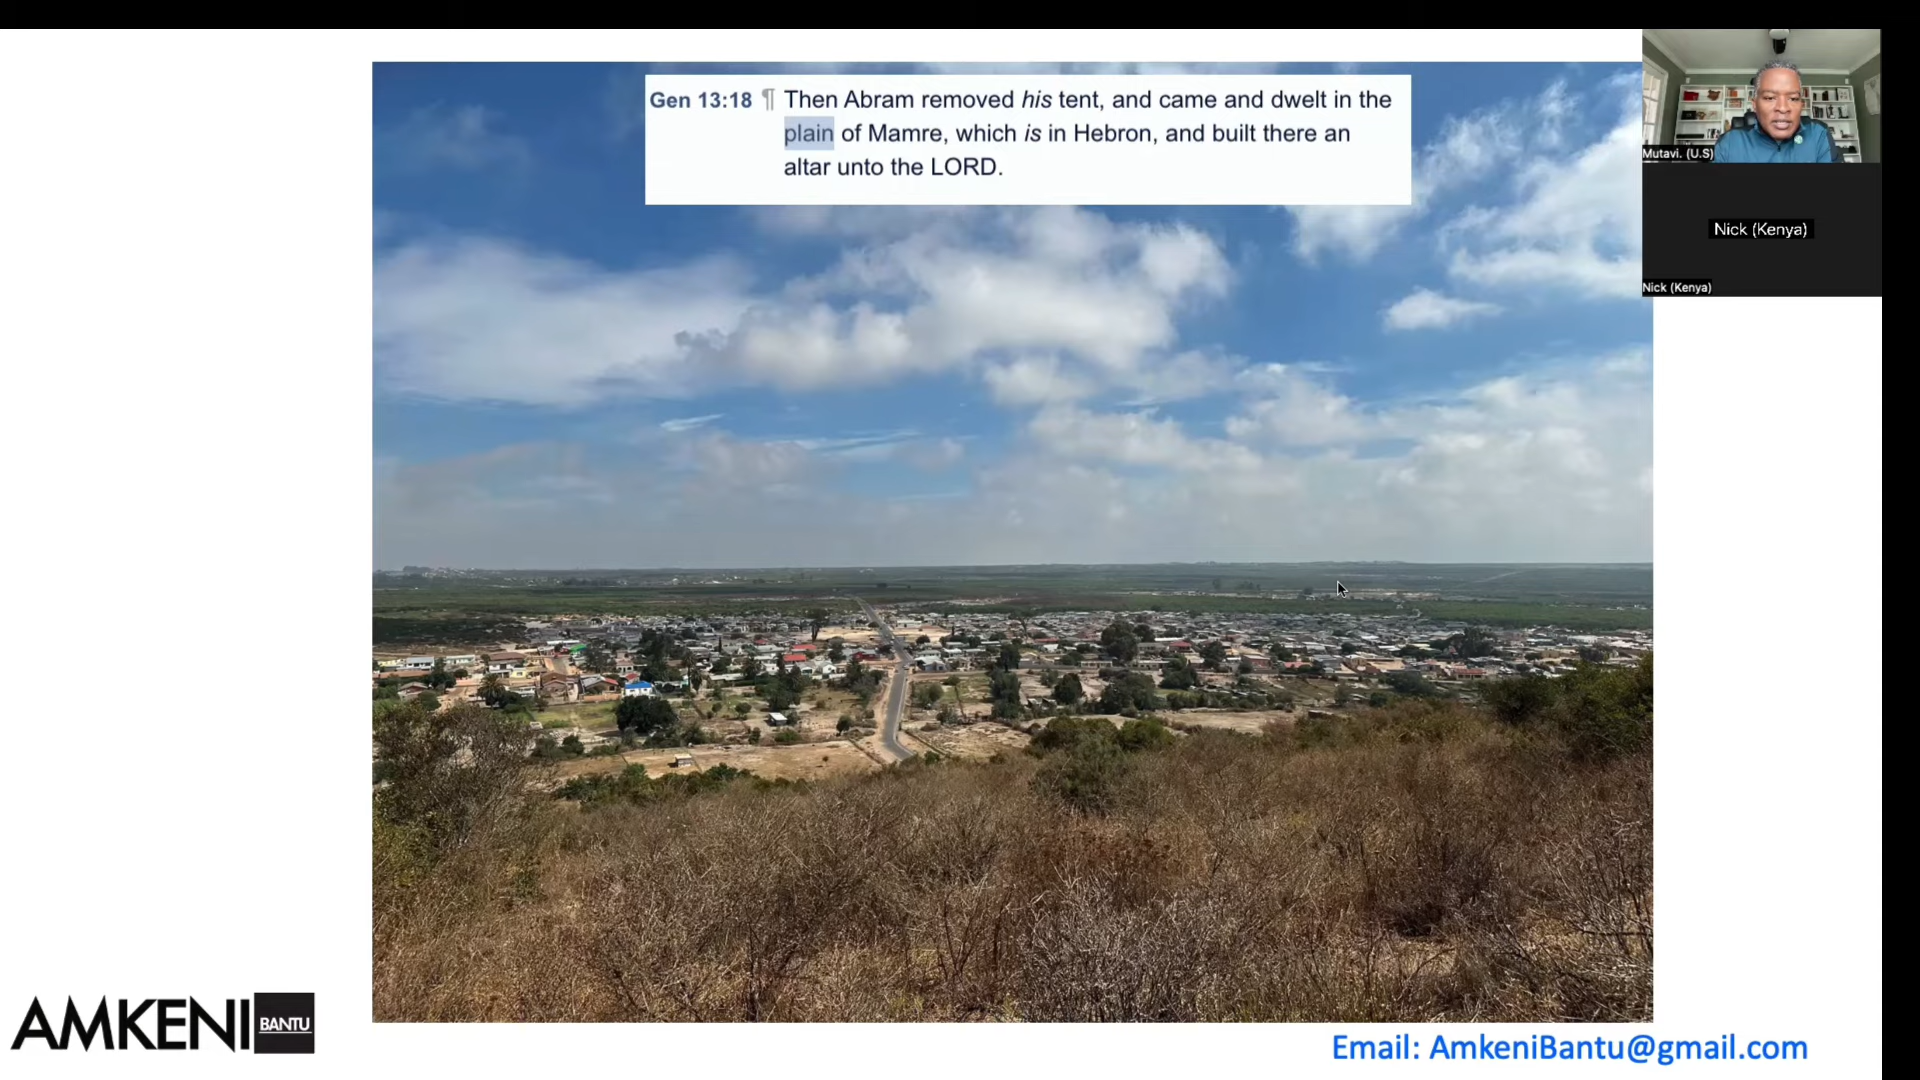 Gen 13:18 ¶ Then Abram removed his tent, and came and dwelt in the
plain of Mamre, which is in Hebron, and built there an
altar unto the LORD.
Mutavi. (U.S)
Nick (Kenya)
Nick (Kenya)
AMKENI BANTU
Email: AmkeniBantu@gmail.com